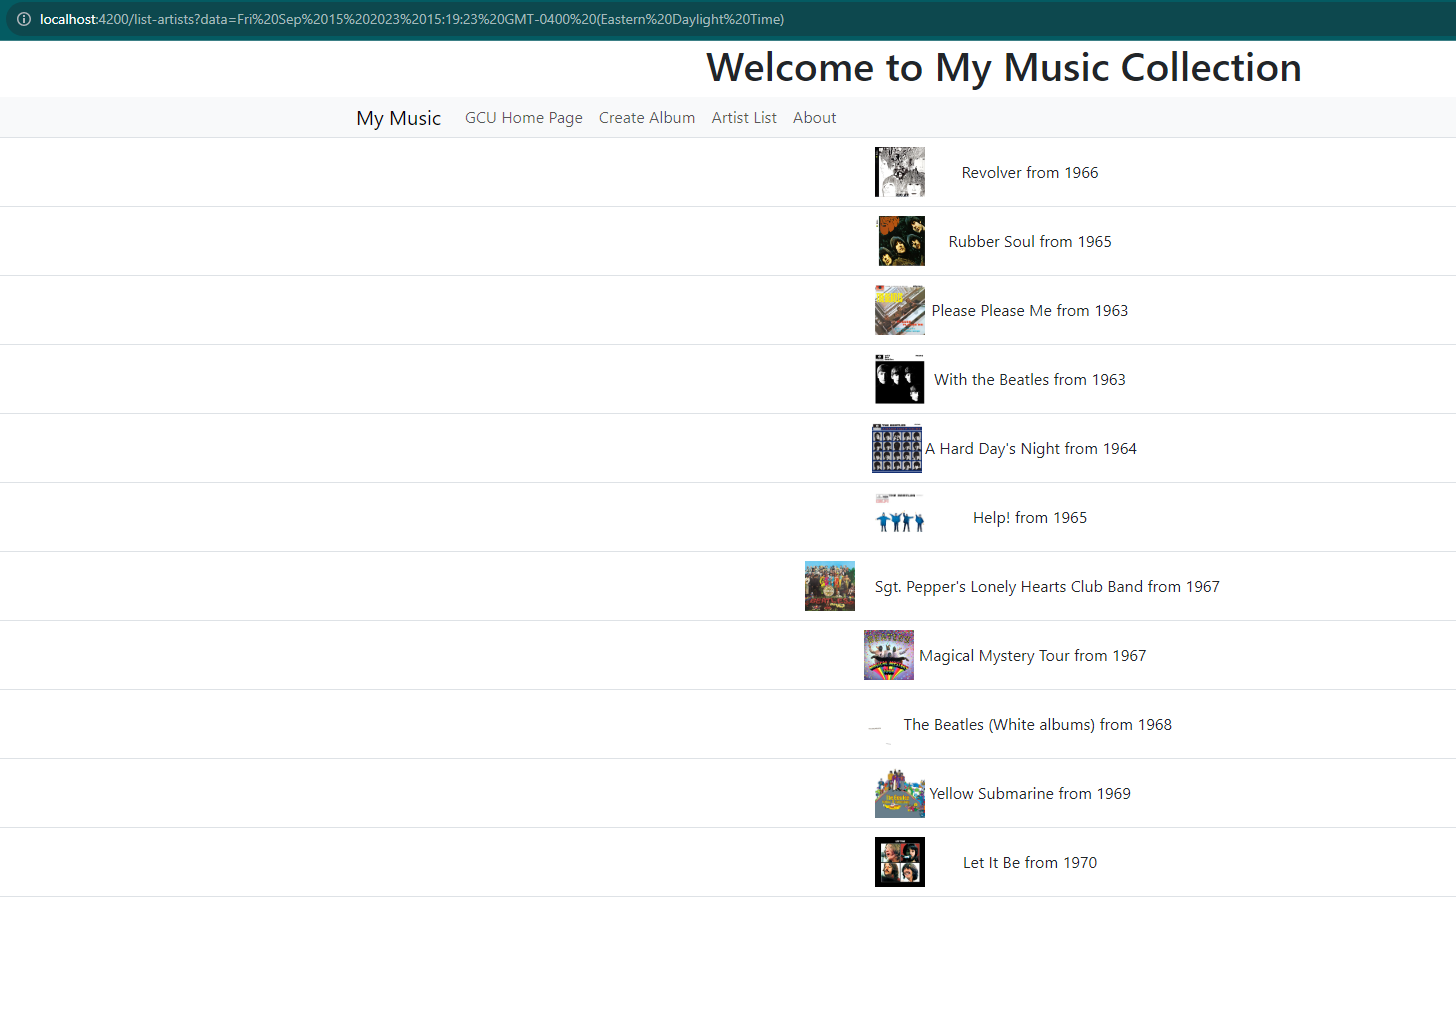 localhost:4200/list-artists?data=Fri%20Sep%2015%202023%2015:19:23%20GMT-0400%20(Eastern%20Daylight%20Time)
Welcome to My Music Collection
My Music GCU Home Page Create Album Artist List About
Revolver from 1966
Rubber Soul from 1965
Please Please Me from 1963
With the Beatles from 1963
A Hard Day's Night from 1964
Help! from 1965
Sgt. Pepper's Lonely Hearts Club Band from 1967
Magical Mystery Tour from 1967
The Beatles (White albums) from 1968
Yellow Submarine from 1969
Let It Be from 1970